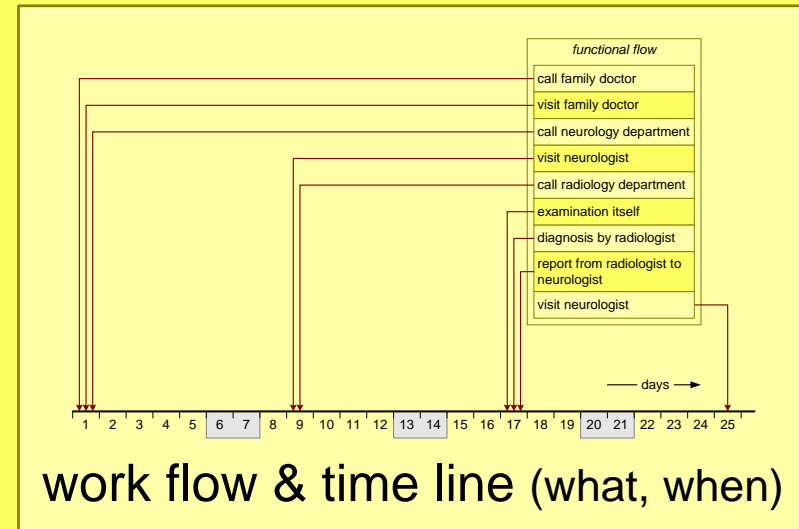 functional flow
call family doctor
visit family doctor
call neurology department
visit neurologist
call radiology department
examination itself
diagnosis by radiologist
report from radiologist to
neurologist
visit neurologist
days
1 2 3 4 5 6 7 8 9 10 11 12 13 14 15 16 17 18 19 20 21 22 23 24 25
work flow & time line (what, when)